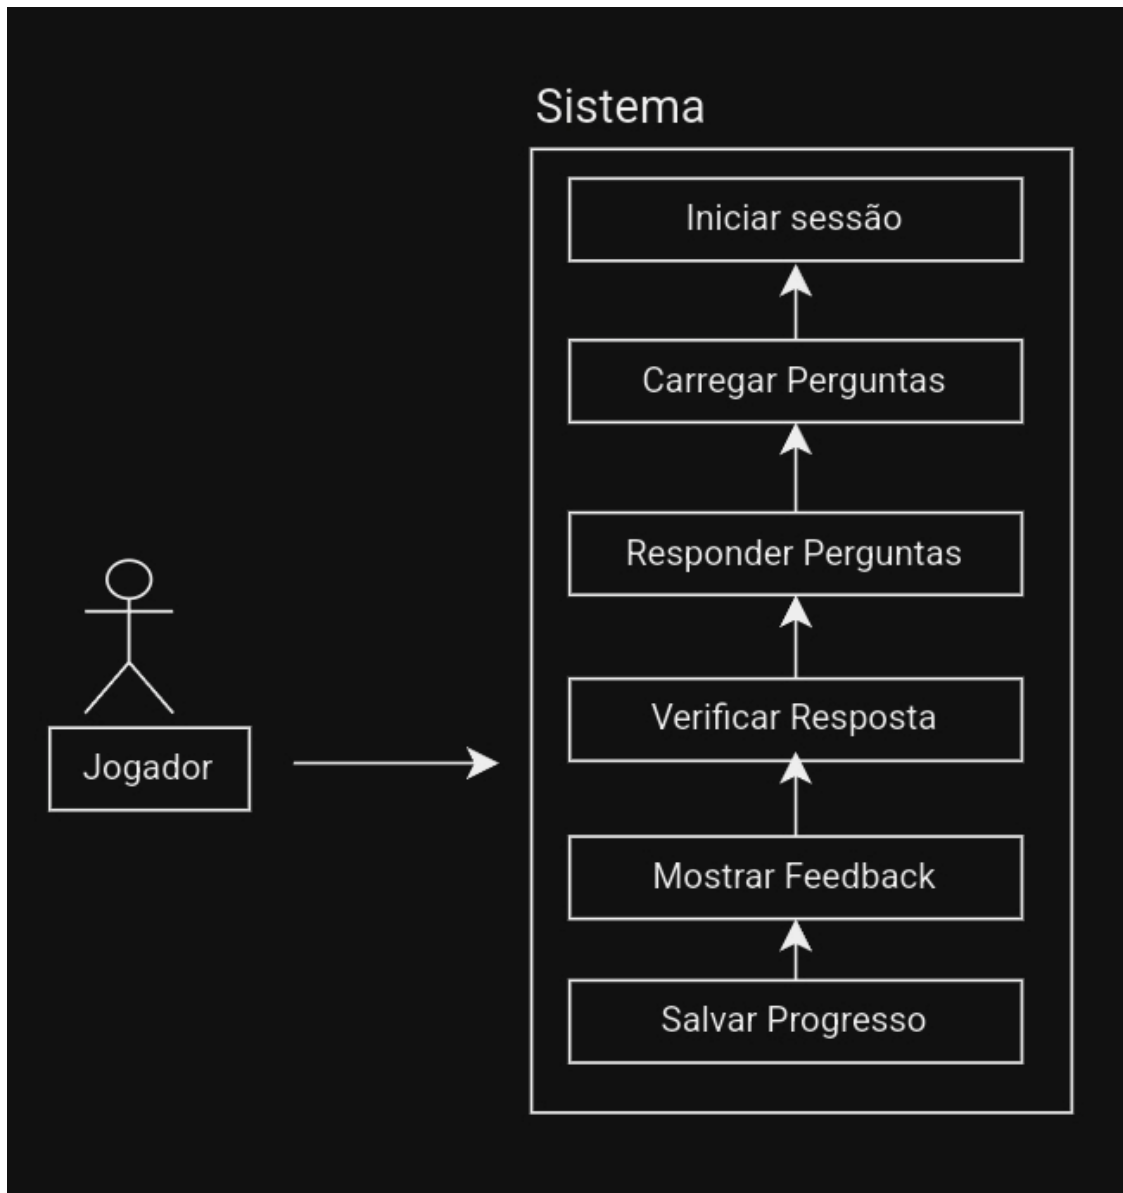 Sistema
Iniciar sessão
Carregar Perguntas
Responder Perguntas
Verificar Resposta
Jogador
Mostrar Feedback
Salvar Progresso